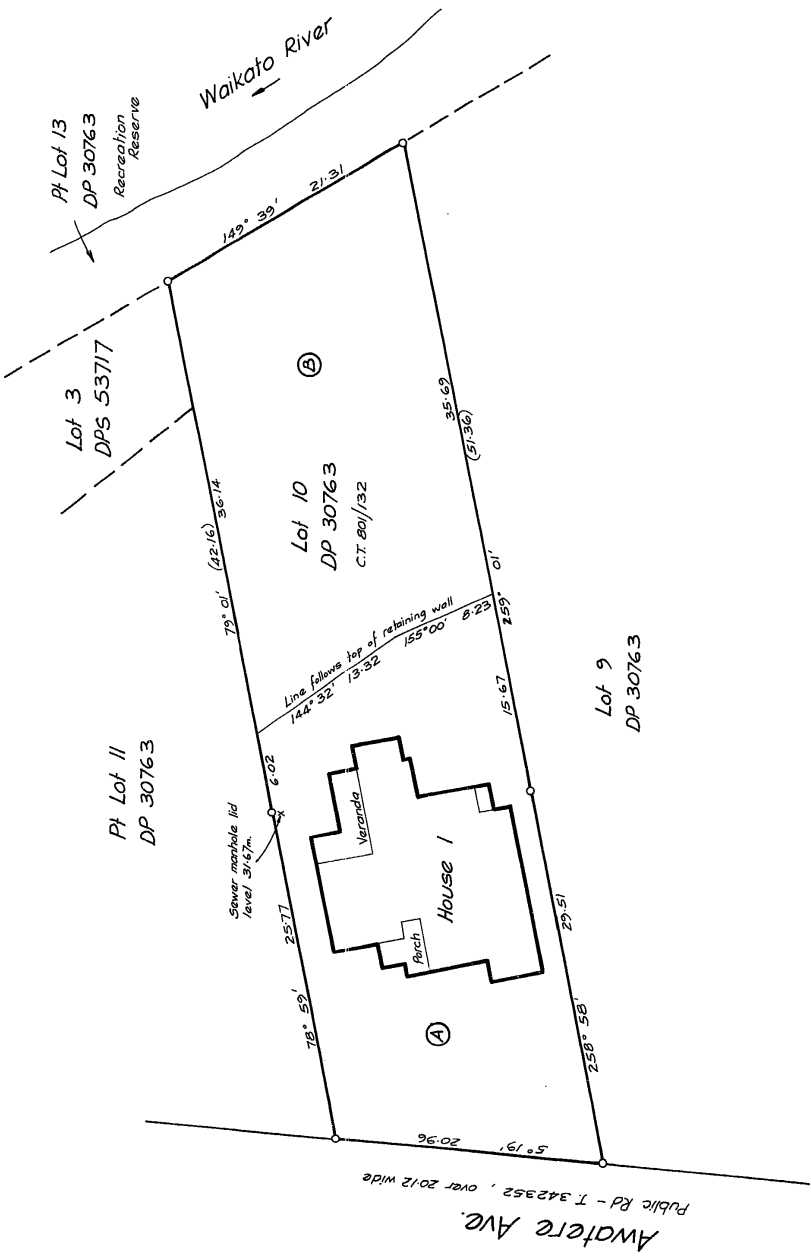 Waikato River
Pt Lot 13
DP 30763
Recreation
Reserve
149° 39' 21·31
Lot 3
DPS 53717
B
35·69
(51·36)
36·14
(42·16)
79° 01'
Lot 10
DP 30763
C.T. 801/132
259° 01'
Line follows top of retaining wall
144° 32' 13·32
155° 00' 8·23
15·67
Lot 9
DP 30763
Pt Lot 11
DP 30763
6·02
Sewer manhole lid
level 31·67m.
x
Veranda
House 1
Porch
25·77
78° 59'
29·51
258° 58'
A
5° 19' 20·96
Public Rd - T. 342352 , over 20·12 wide
Awatere Ave.